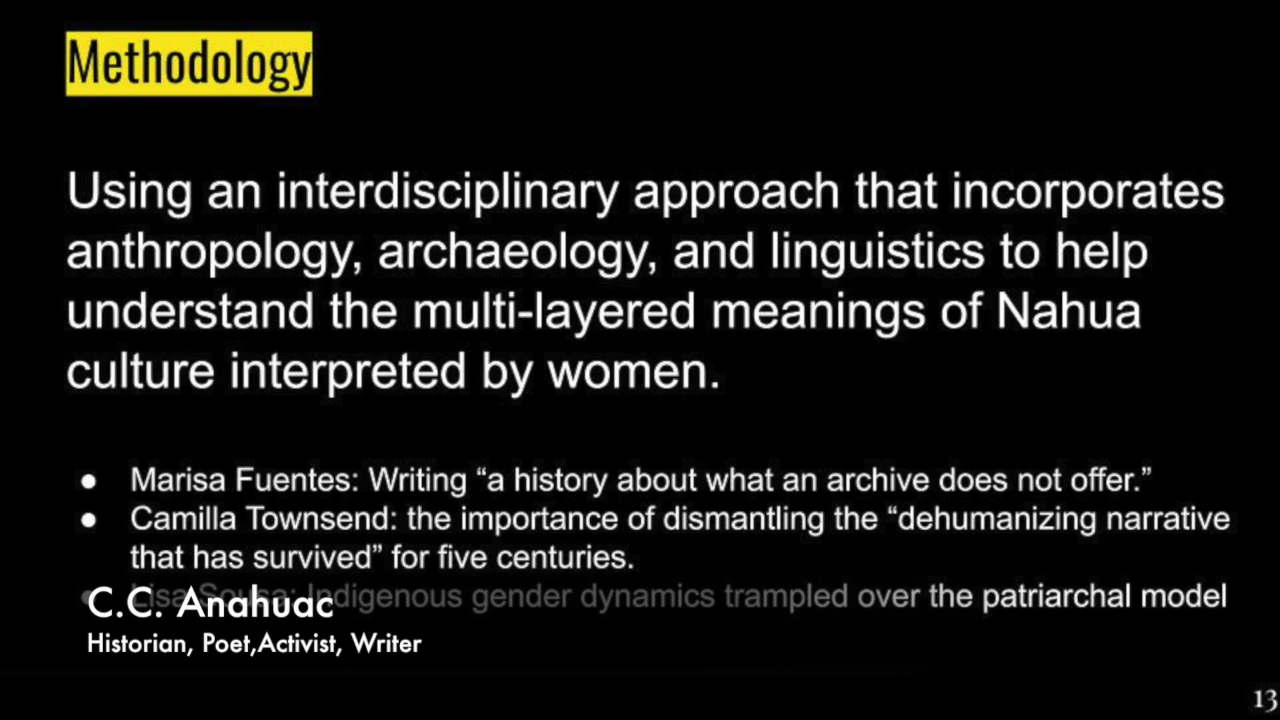 Methodology
Using an interdisciplinary approach that incorporates
anthropology, archaeology, and linguistics to help
understand the multi-layered meanings of Nahua
culture interpreted by women.
● Marisa Fuentes: Writing “a history about what an archive does not offer.”
● Camilla Townsend: the importance of dismantling the “dehumanizing narrative
that has survived” for five centuries.
● Lisa Sousa: Indigenous gender dynamics trampled over the patriarchal model
C.C. Anahuac
Historian, Poet,Activist, Writer
13